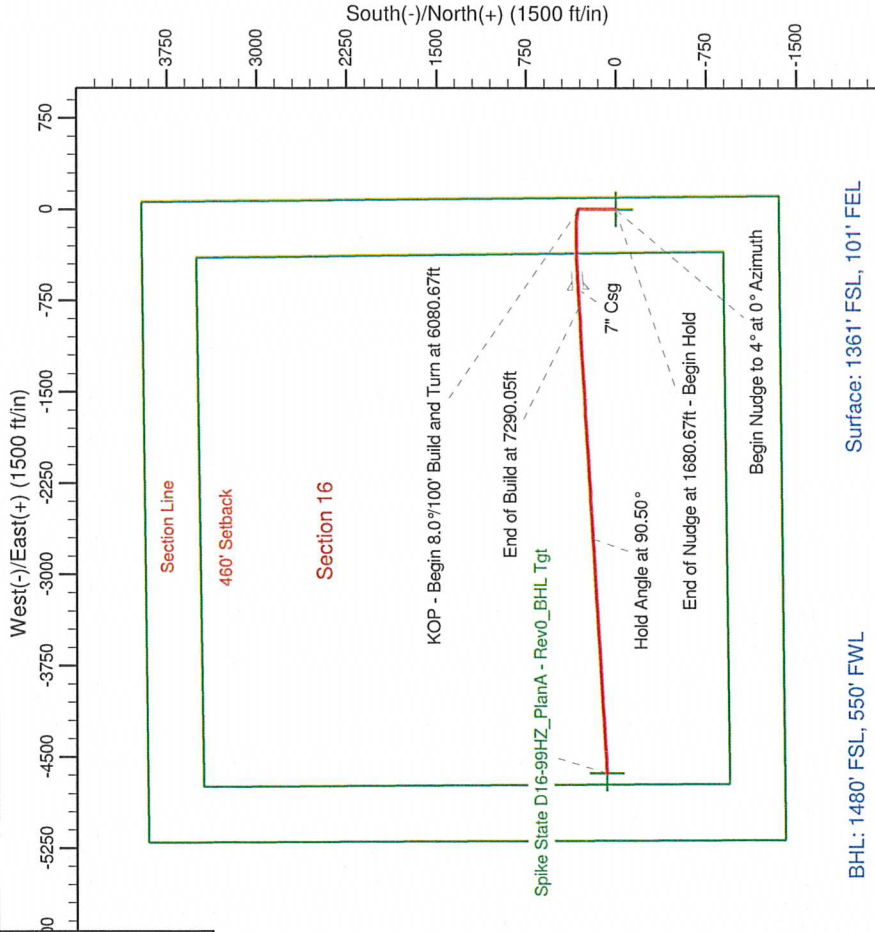 South(-)/North(+) (1500 ft/in)
3750
3000
2250
1500
750
0
-750
-1500
West(-)/East(+) (1500 ft/in)
750
0
-750
-1500
-2250
-3000
-3750
-4500
-5250
00
Section Line
460' Setback
Section 16
KOP - Begin 8.0°/100' Build and Turn at 6080.67ft
End of Build at 7290.05ft
7" Csg
Spike State D16-99HZ_PlanA - Rev0_BHL Tgt
Hold Angle at 90.50°
End of Nudge at 1680.67ft - Begin Hold
Begin Nudge to 4° at 0° Azimuth
BHL: 1480' FSL, 550' FWL
Surface: 1361' FSL, 101' FEL